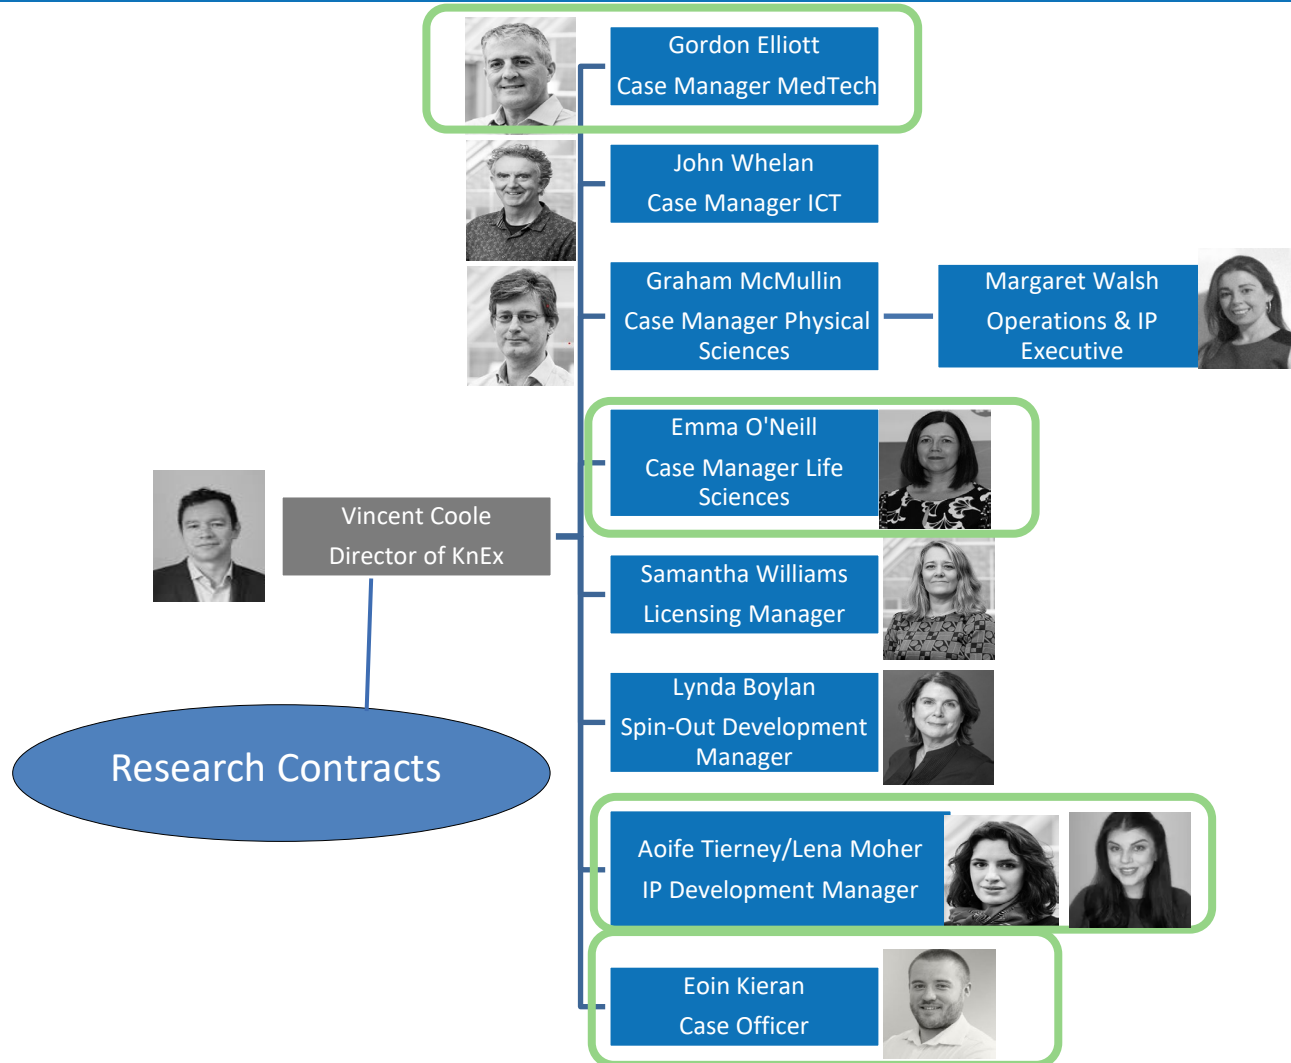 Gordon Elliott
Case Manager MedTech
John Whelan
Case Manager ICT
Graham McMullin
Case Manager Physical
Sciences
Margaret Walsh
Operations & IP
Executive
Emma O'Neill
Case Manager Life
Sciences
Vincent Coole
Director of KnEx
Samantha Williams
Licensing Manager
Lynda Boylan
Spin-Out Development
Manager
Research Contracts
Aoife Tierney/Lena Moher
IP Development Manager
Eoin Kieran
Case Officer